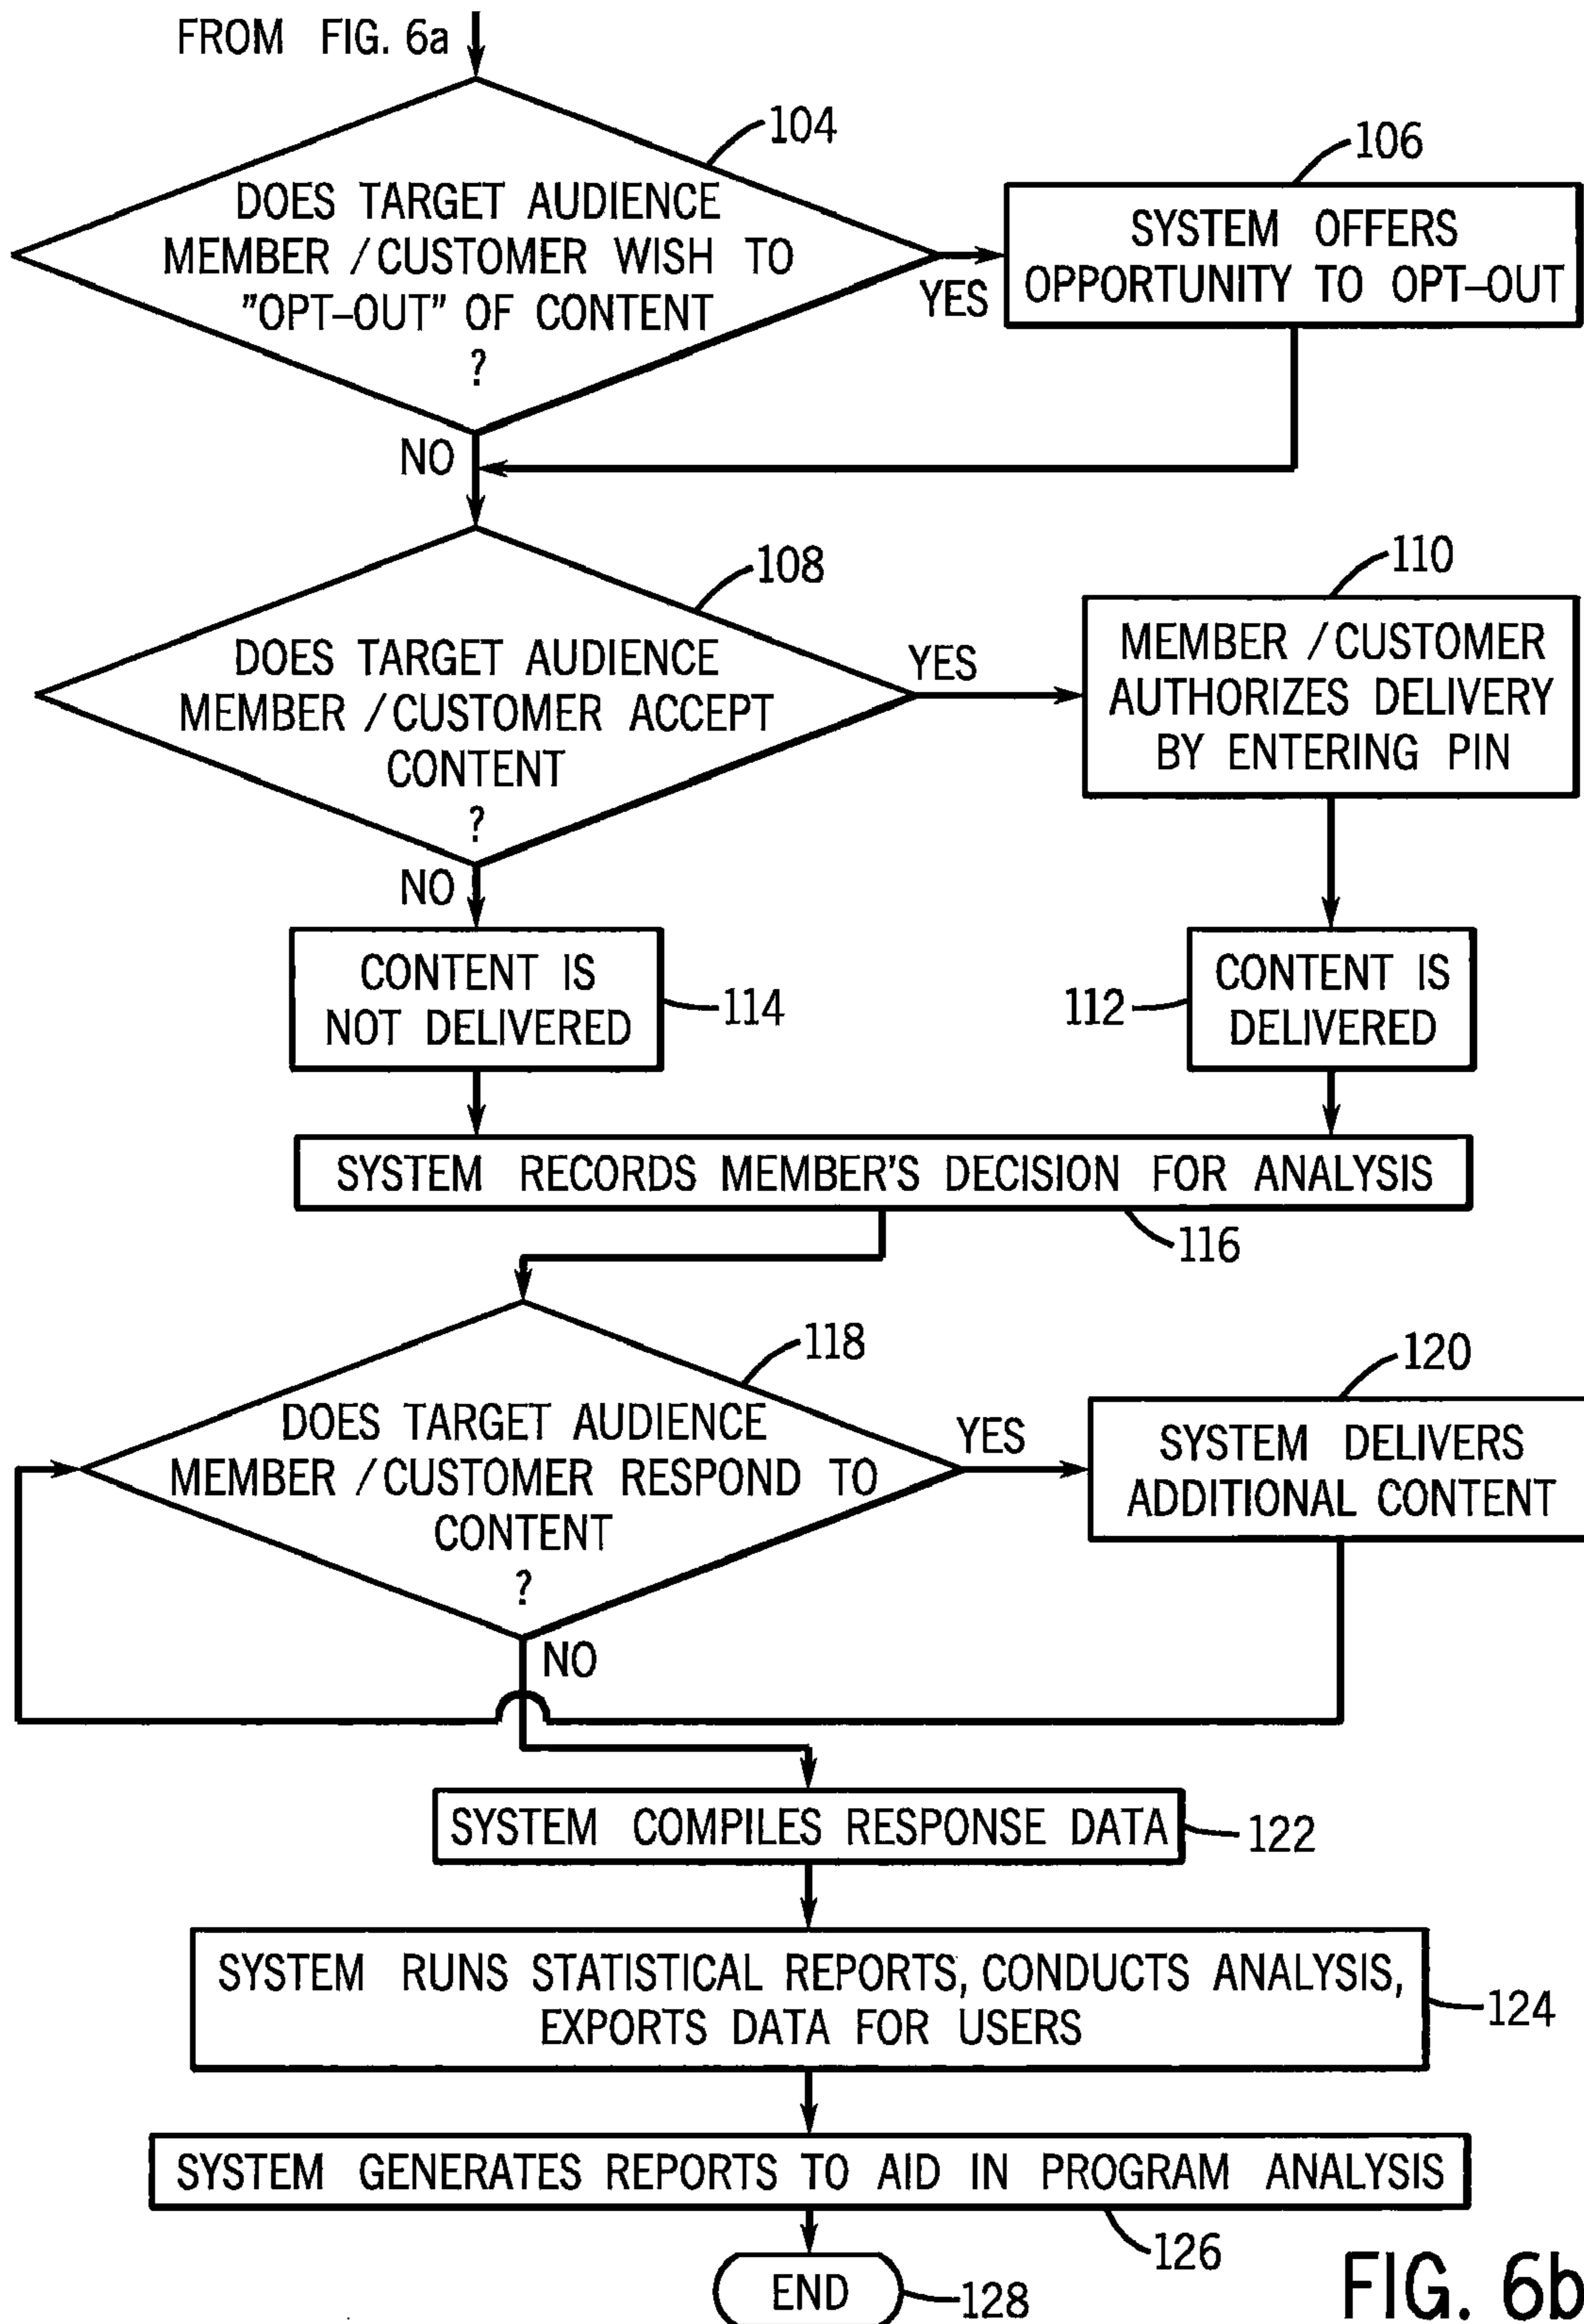 FROM FIG. 6a
104
DOES TARGET AUDIENCE
MEMBER /CUSTOMER WISH TO
"OPT–OUT" OF CONTENT
?
YES
106
SYSTEM OFFERS
OPPORTUNITY TO OPT–OUT
NO
108
DOES TARGET AUDIENCE
MEMBER /CUSTOMER ACCEPT
CONTENT
?
YES
110
MEMBER /CUSTOMER
AUTHORIZES DELIVERY
BY ENTERING PIN
NO
CONTENT IS
NOT DELIVERED
114
112
CONTENT IS
DELIVERED
SYSTEM RECORDS MEMBER'S DECISION FOR ANALYSIS
116
118
DOES TARGET AUDIENCE
MEMBER /CUSTOMER RESPOND TO
CONTENT
?
YES
120
SYSTEM DELIVERS
ADDITIONAL CONTENT
NO
SYSTEM COMPILES RESPONSE DATA
122
SYSTEM RUNS STATISTICAL REPORTS, CONDUCTS ANALYSIS,
EXPORTS DATA FOR USERS
124
SYSTEM GENERATES REPORTS TO AID IN PROGRAM ANALYSIS
126
END
128
FIG. 6b